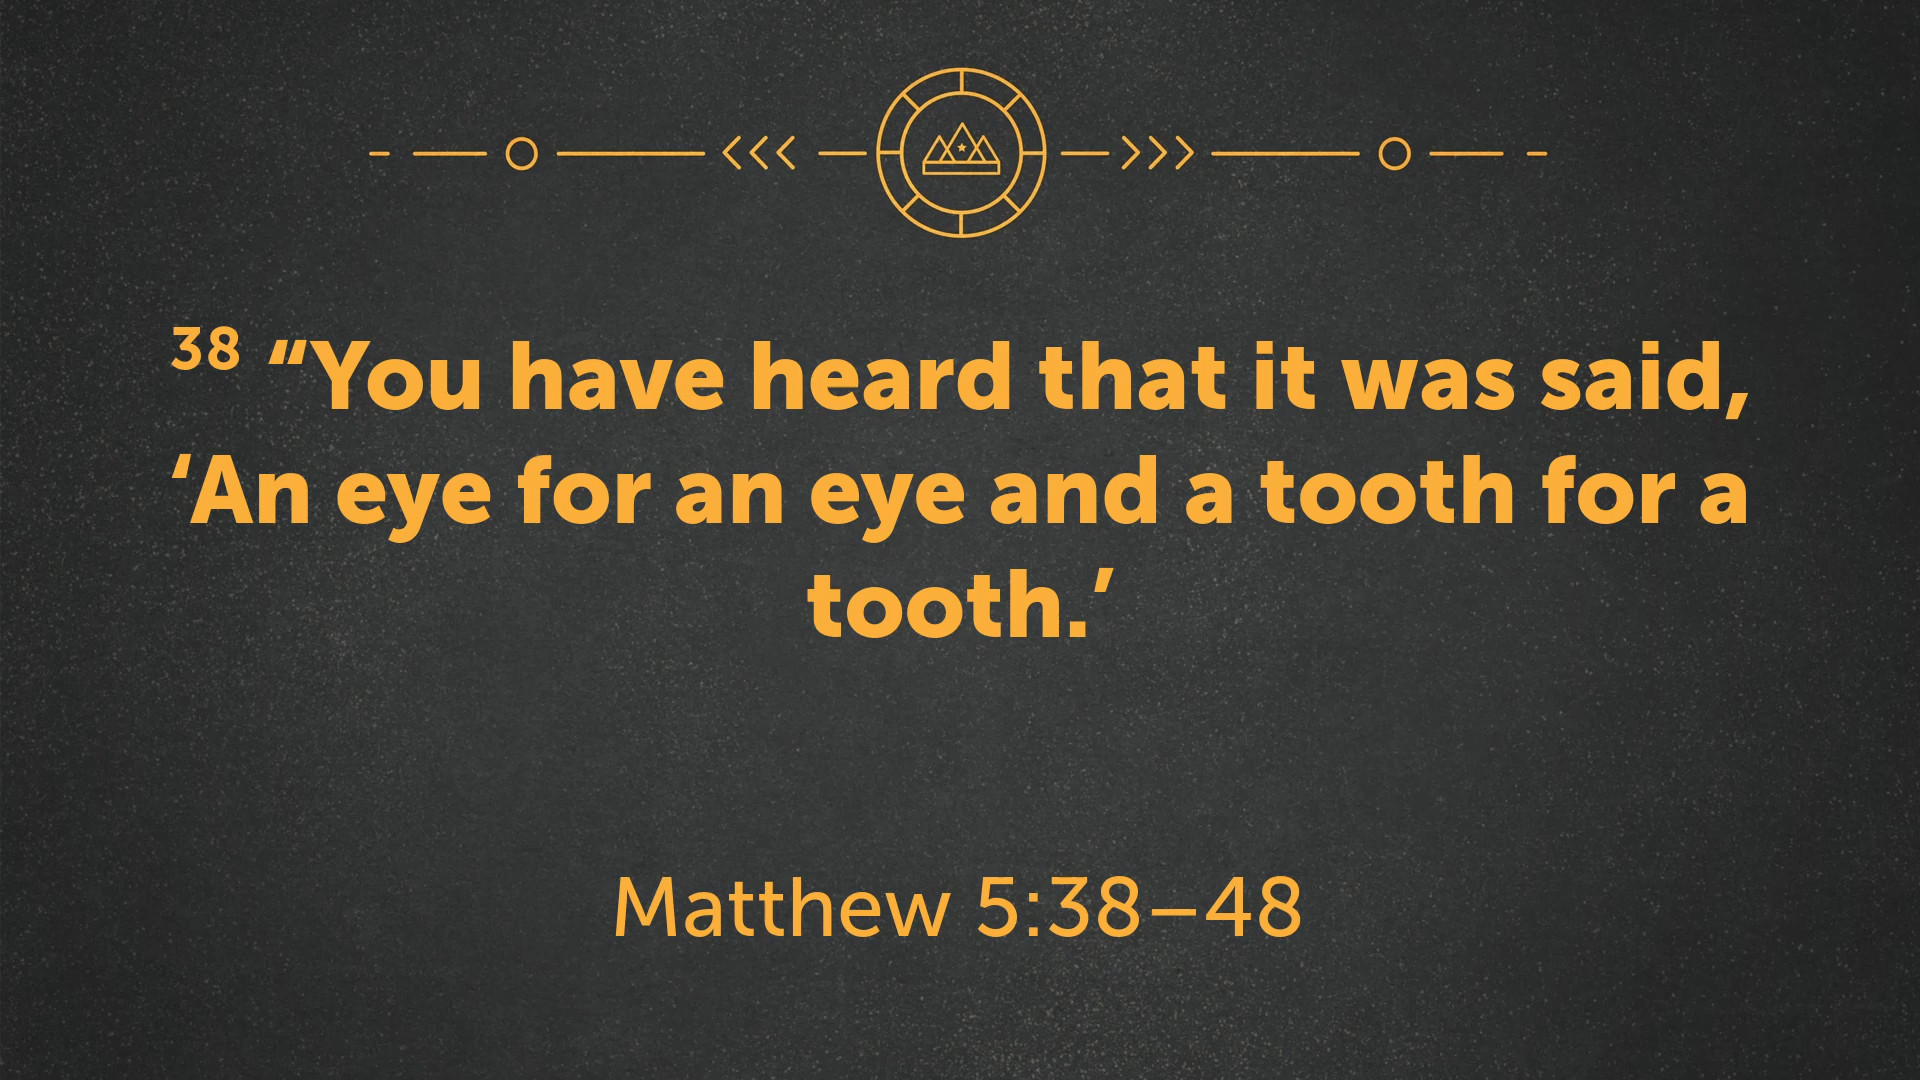 38 “You have heard that it was said,
‘An eye for an eye and a tooth for a
tooth.’
Matthew 5:38–48